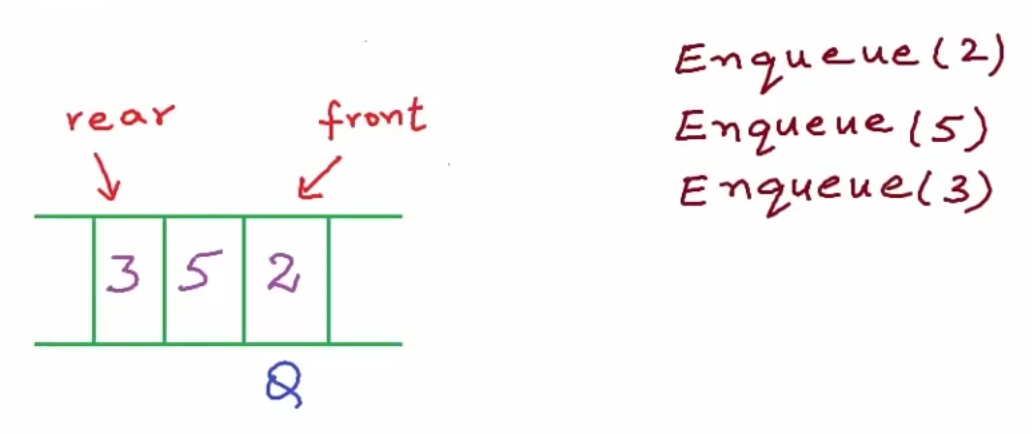 Enqueue(2)
rear front
Enqueue(5)
Enqueue(3)
3 5 2
Q